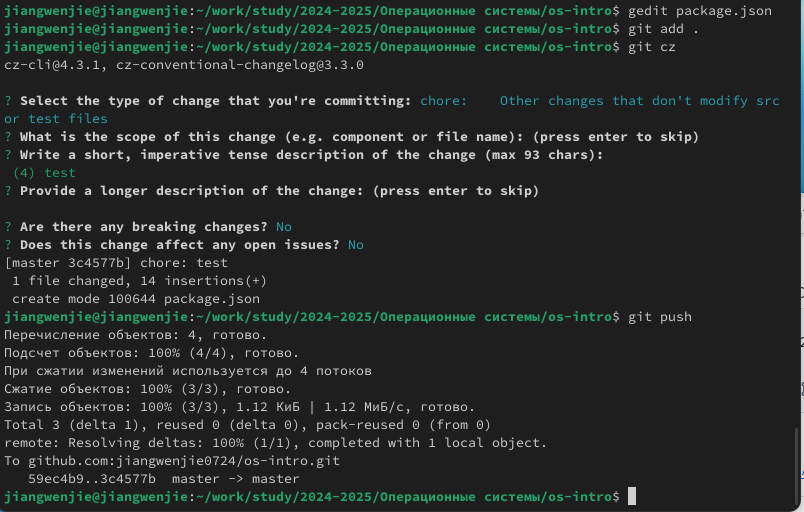 jiangwenjie@jiangwenjie:~/work/study/2024-2025/Операционные системы/os-intro$ gedit package.json
jiangwenjie@jiangwenjie:~/work/study/2024-2025/Операционные системы/os-intro$ git add .
jiangwenjie@jiangwenjie:~/work/study/2024-2025/Операционные системы/os-intro$ git cz
cz-cli@4.3.1, cz-conventional-changelog@3.3.0
? Select the type of change that you're committing: chore:    Other changes that don't modify src
or test files
? What is the scope of this change (e.g. component or file name): (press enter to skip)
? Write a short, imperative tense description of the change (max 93 chars):
 (4) test
? Provide a longer description of the change: (press enter to skip)
? Are there any breaking changes? No
? Does this change affect any open issues? No
[master 3c4577b] chore: test
 1 file changed, 14 insertions(+)
 create mode 100644 package.json
jiangwenjie@jiangwenjie:~/work/study/2024-2025/Операционные системы/os-intro$ git push
Перечисление объектов: 4, готово.
Подсчет объектов: 100% (4/4), готово.
При сжатии изменений используется до 4 потоков
Сжатие объектов: 100% (3/3), готово.
Запись объектов: 100% (3/3), 1.12 КиБ | 1.12 МиБ/с, готово.
Total 3 (delta 1), reused 0 (delta 0), pack-reused 0 (from 0)
remote: Resolving deltas: 100% (1/1), completed with 1 local object.
To github.com:jiangwenjie0724/os-intro.git
   59ec4b9..3c4577b  master -> master
jiangwenjie@jiangwenjie:~/work/study/2024-2025/Операционные системы/os-intro$